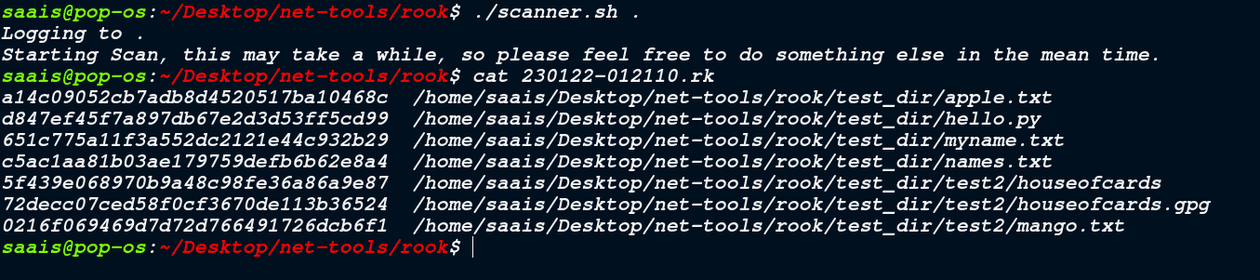 saais@pop-os:~/Desktop/net-tools/rook$ ./scanner.sh .
Logging to .
Starting Scan, this may take a while, so please feel free to do something else in the mean time.
saais@pop-os:~/Desktop/net-tools/rook$ cat 230122-012110.rk
a14c09052cb7adb8d4520517ba10468c  /home/saais/Desktop/net-tools/rook/test_dir/apple.txt
d847ef45f7a897db67e2d3d53ff5cd99  /home/saais/Desktop/net-tools/rook/test_dir/hello.py
651c775a11f3a552dc2121e44c932b29  /home/saais/Desktop/net-tools/rook/test_dir/myname.txt
c5ac1aa81b03ae179759defb6b62e8a4  /home/saais/Desktop/net-tools/rook/test_dir/names.txt
5f439e068970b9a48c98fe36a86a9e87  /home/saais/Desktop/net-tools/rook/test_dir/test2/houseofcards
72decc07ced58f0cf3670de113b36524  /home/saais/Desktop/net-tools/rook/test_dir/test2/houseofcards.gpg
0216f069469d7d72d766491726dcb6f1  /home/saais/Desktop/net-tools/rook/test_dir/test2/mango.txt
saais@pop-os:~/Desktop/net-tools/rook$